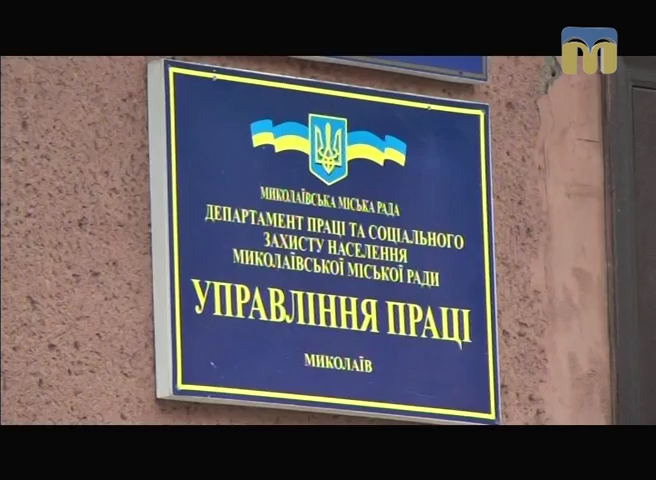 М
МИКОЛАЇВСЬКА МІСЬКА РАДА
ДЕПАРТАМЕНТ ПРАЦІ ТА СОЦІАЛЬНОГО
ЗАХИСТУ НАСЕЛЕННЯ
МИКОЛАЇВСЬКОЇ МІСЬКОЇ РАДИ
УПРАВЛІННЯ ПРАЦІ
МИКОЛАЇВ